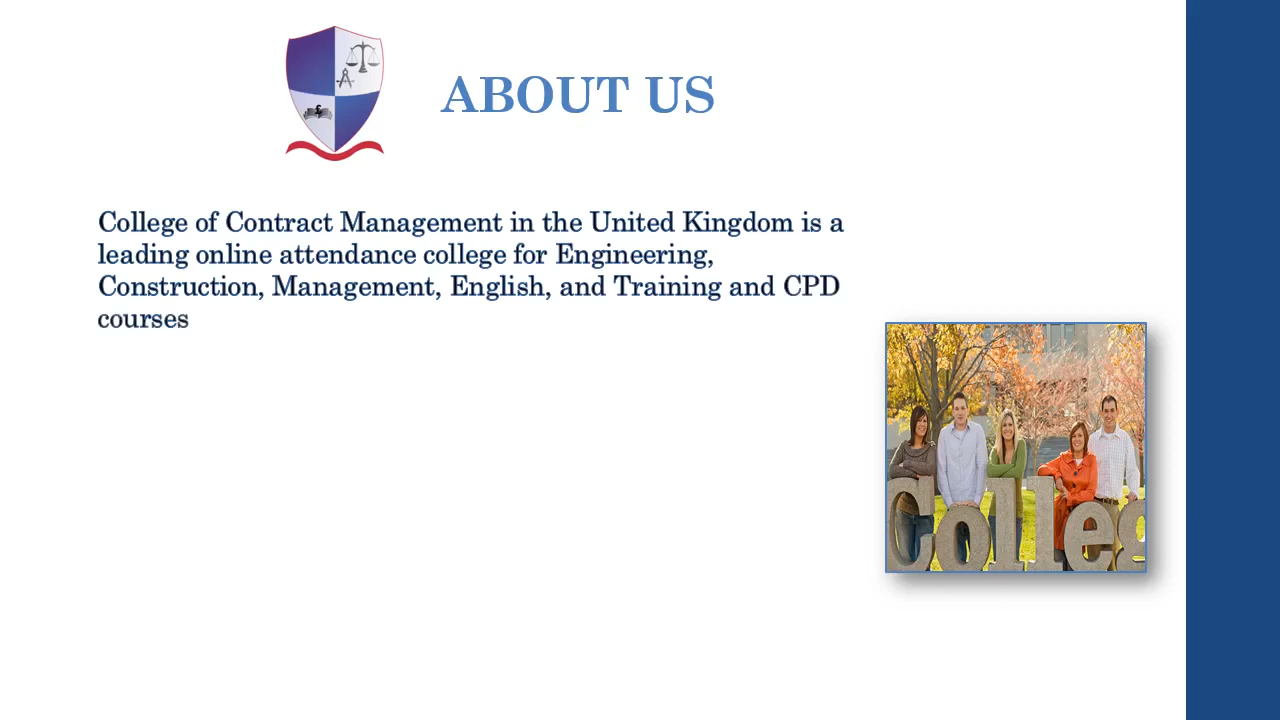 ABOUT US
College of Contract Management in the United Kingdom is a
leading online attendance college for Engineering,
Construction, Management, English, and Training and CPD
courses
Colleg